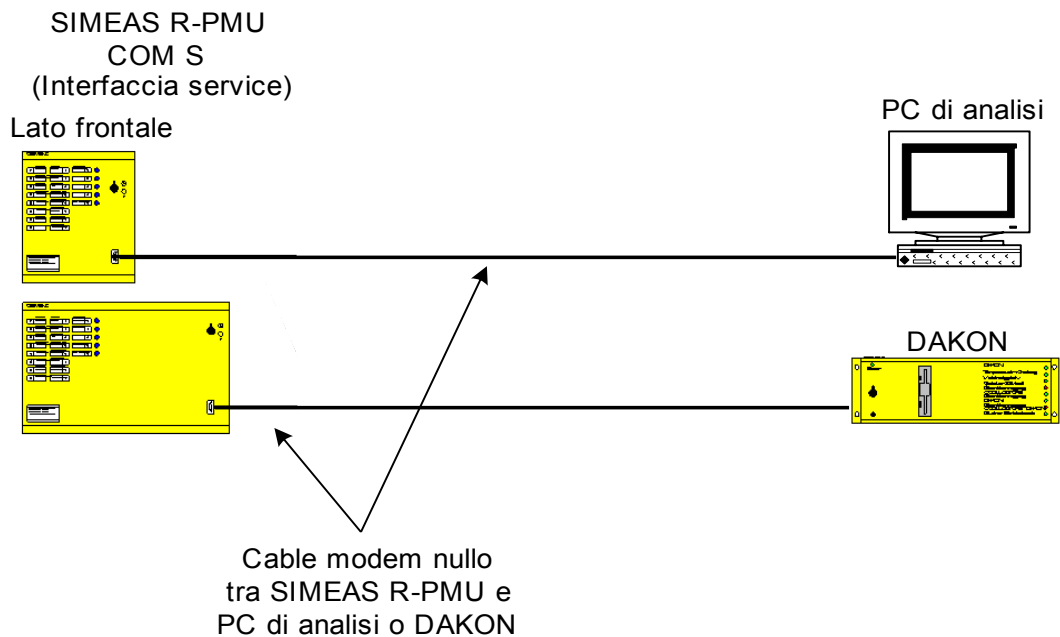 SIMEAS R-PMU
COM S
(Interfaccia service)
Lato frontale
PC di analisi
DAKON
Cable modem nullo
tra SIMEAS R-PMU e
PC di analisi o DAKON